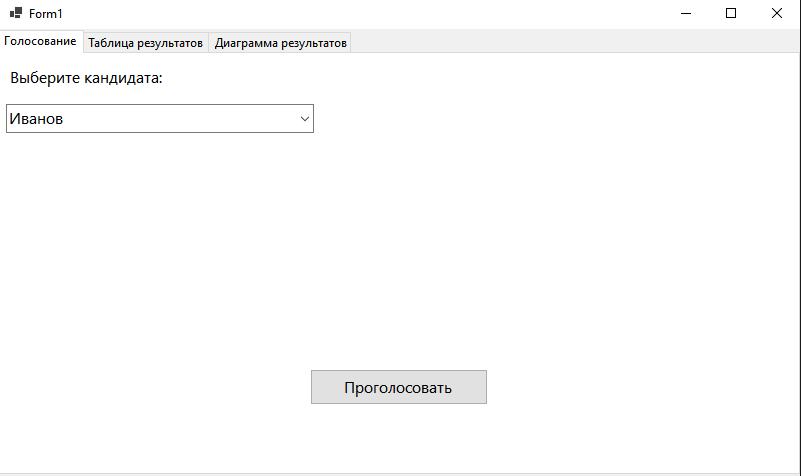 Form1
Голосование Таблица результатов Диаграмма результатов
Выберите кандидата:
Иванов
Проголосовать